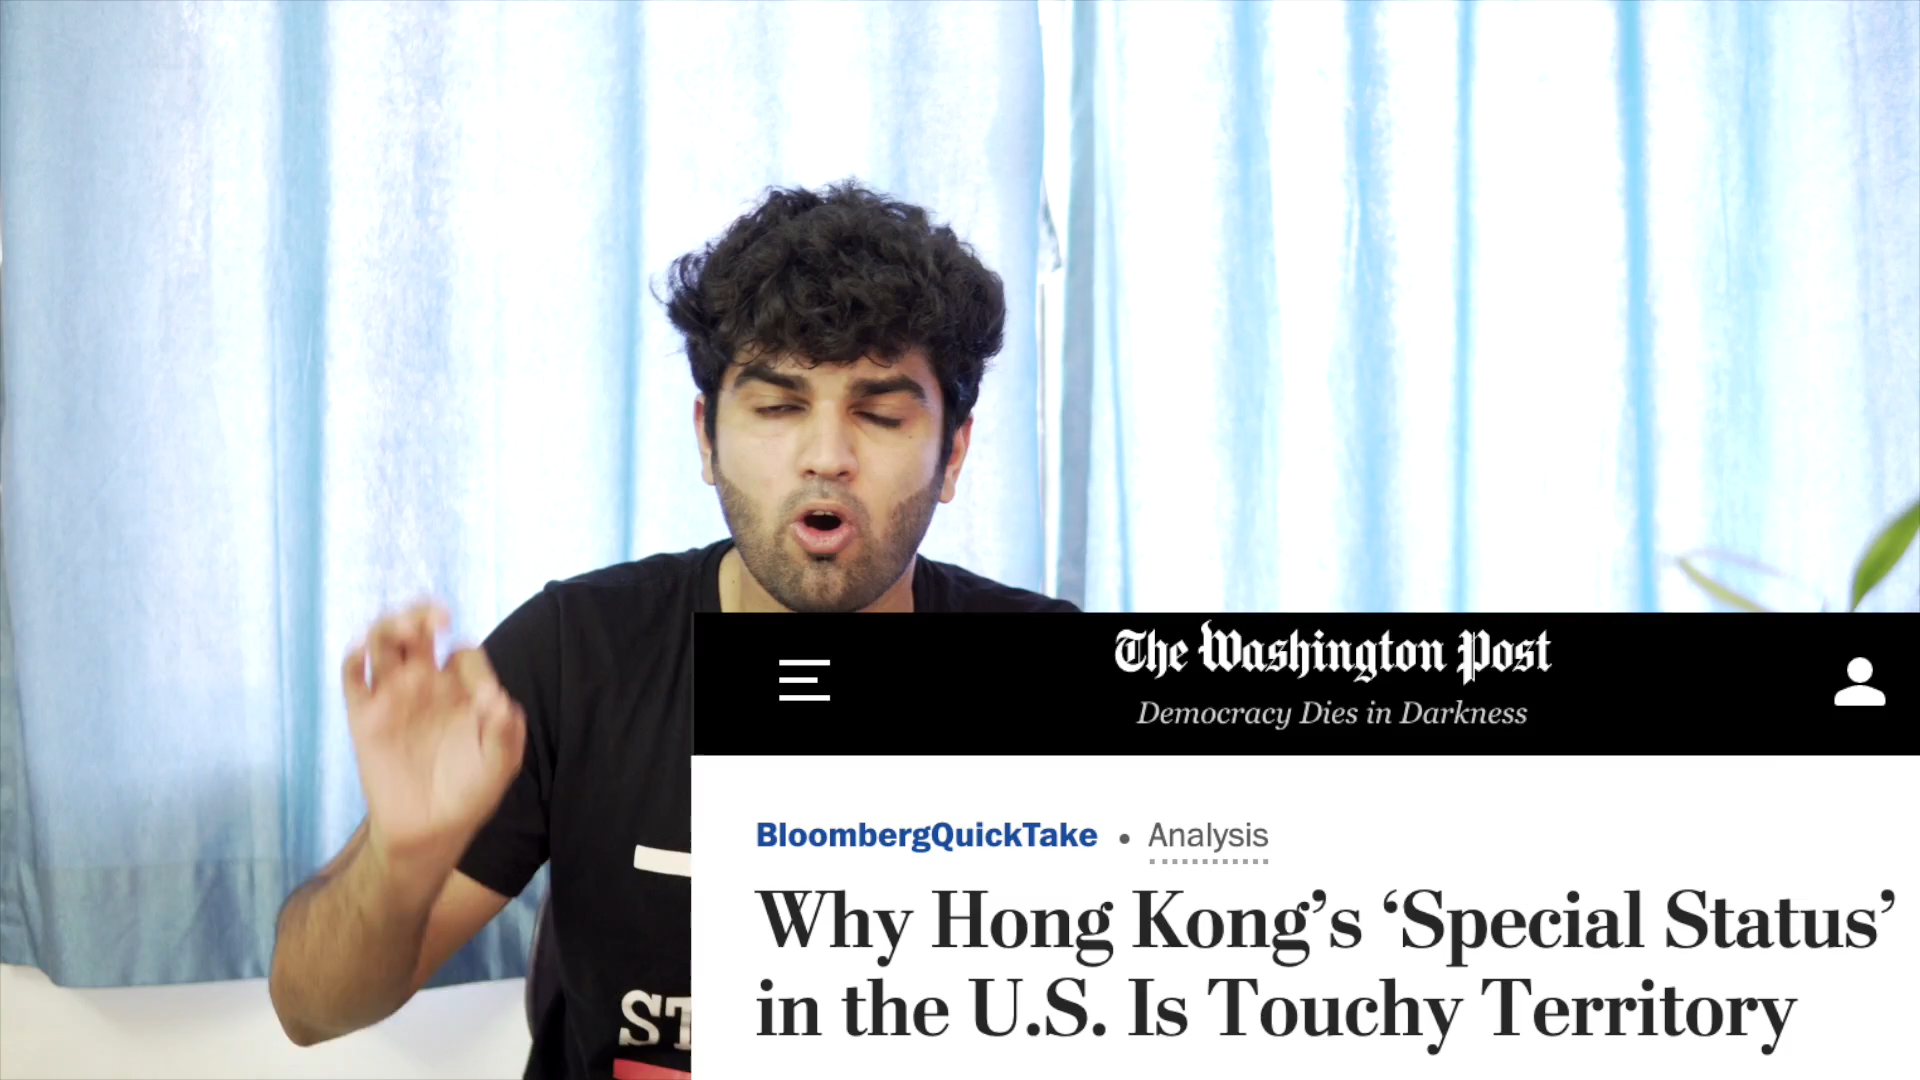 The Washington Post
Democracy Dies in Darkness
BloombergQuickTake • Analysis
Why Hong Kong’s ‘Special Status’
in the U.S. Is Touchy Territory
ST